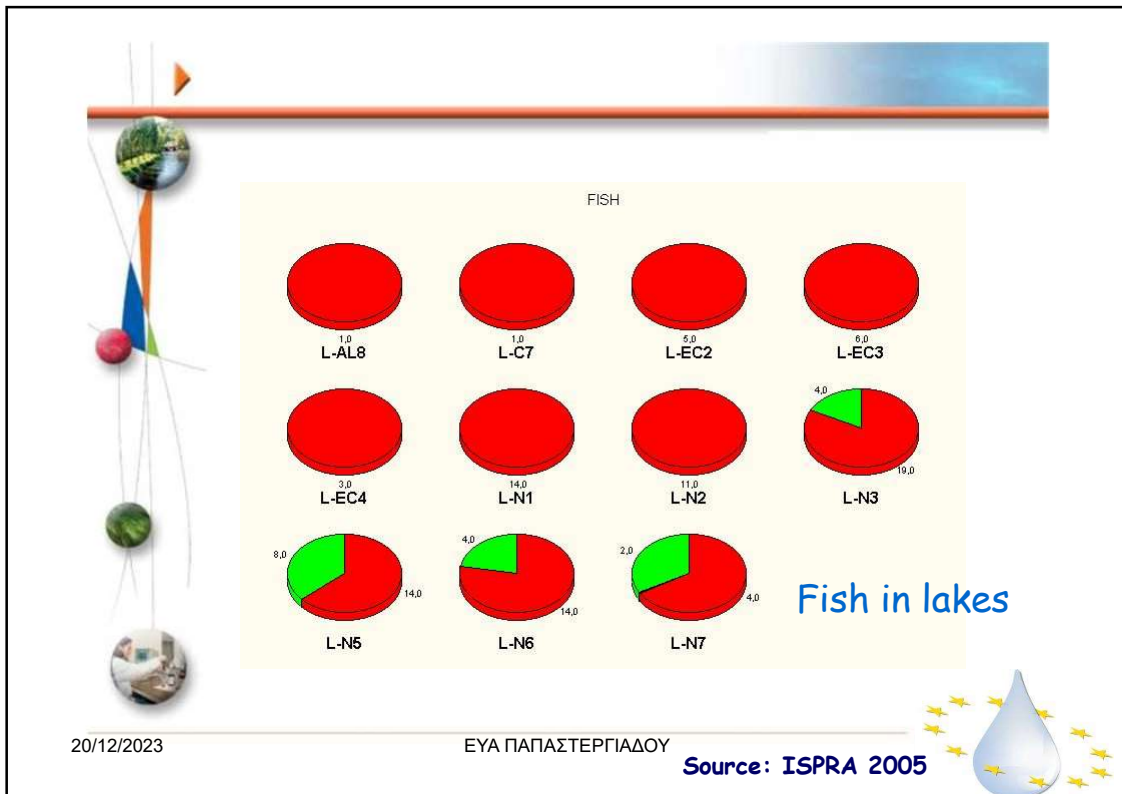 FISH
1,0
L-AL8
1,0
L-C7
5,0
L-EC2
6,0
L-EC3
3,0
L-EC4
14,0
L-N1
11,0
L-N2
4,0
19,0
L-N3
8,0
14,0
L-N5
4,0
14,0
L-N6
2,0
4,0
L-N7
Fish in lakes
20/12/2023
ΕΥΑ ΠΑΠΑΣΤΕΡΓΙΑΔΟΥ
Source: ISPRA 2005